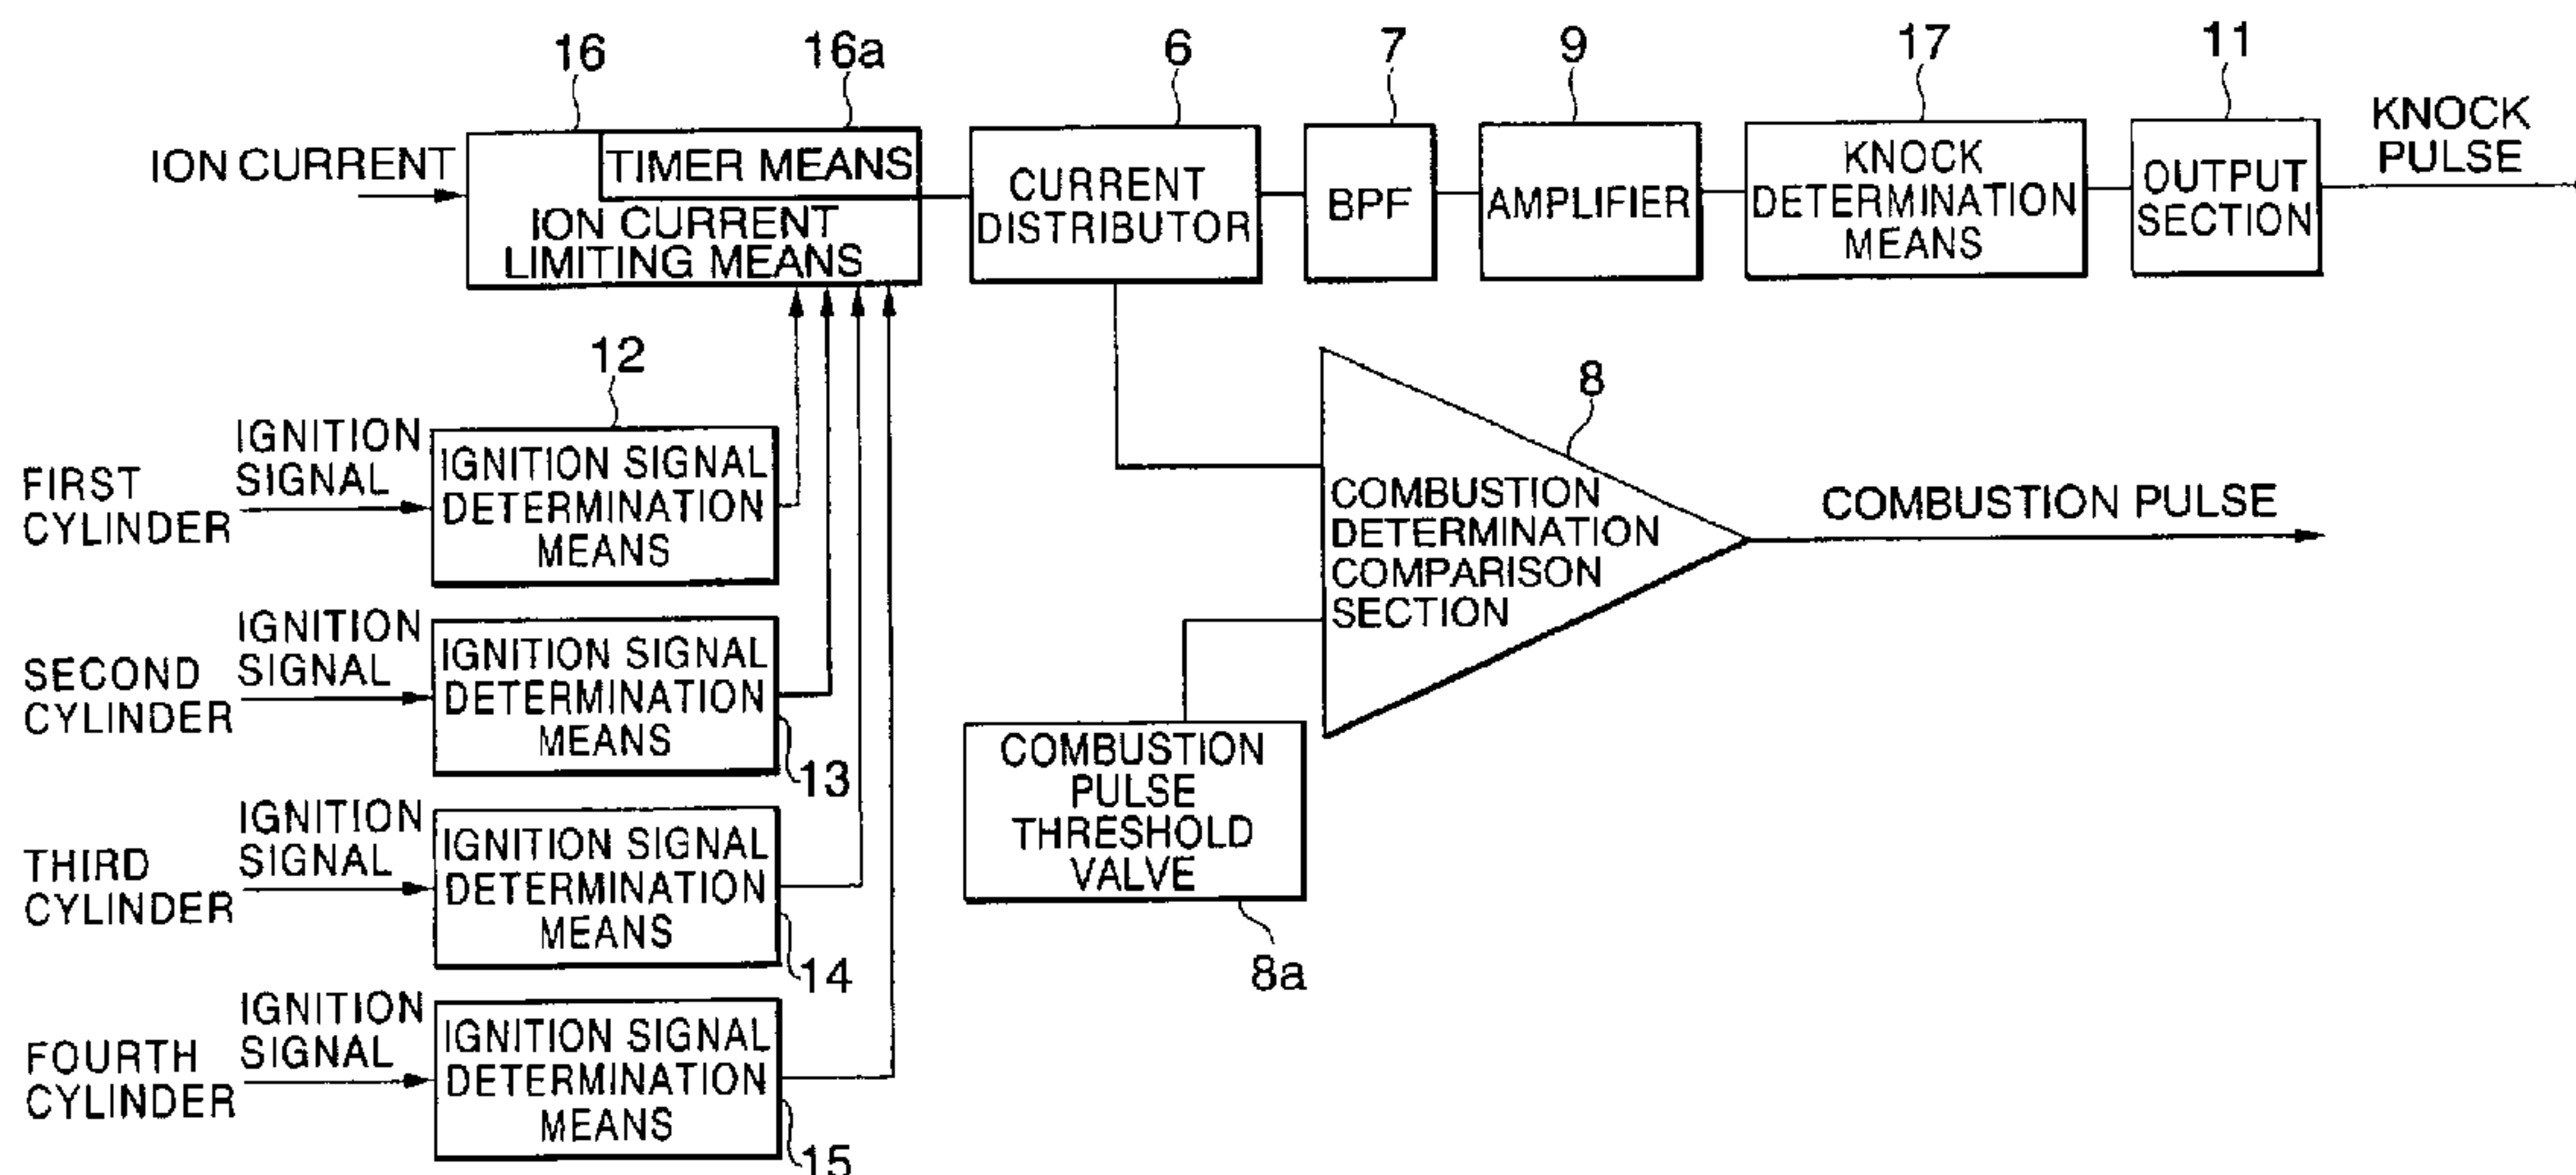 16
16a
6
7
9
17
11
ION CURRENT
TIMER MEANS
ION CURRENT
LIMITING MEANS
CURRENT
DISTRIBUTOR
BPF
AMPLIFIER
KNOCK
DETERMINATION
MEANS
OUTPUT
SECTION
KNOCK
PULSE
12
FIRST
CYLINDER
IGNITION
SIGNAL
IGNITION SIGNAL
DETERMINATION
MEANS
8
COMBUSTION
DETERMINATION
COMPARISON
SECTION
COMBUSTION PULSE
SECOND
CYLINDER
IGNITION
SIGNAL
IGNITION SIGNAL
DETERMINATION
MEANS
13
COMBUSTION
PULSE
THRESHOLD
VALVE
8a
THIRD
CYLINDER
IGNITION
SIGNAL
IGNITION SIGNAL
DETERMINATION
MEANS
14
FOURTH
CYLINDER
IGNITION
SIGNAL
IGNITION SIGNAL
DETERMINATION
MEANS
15